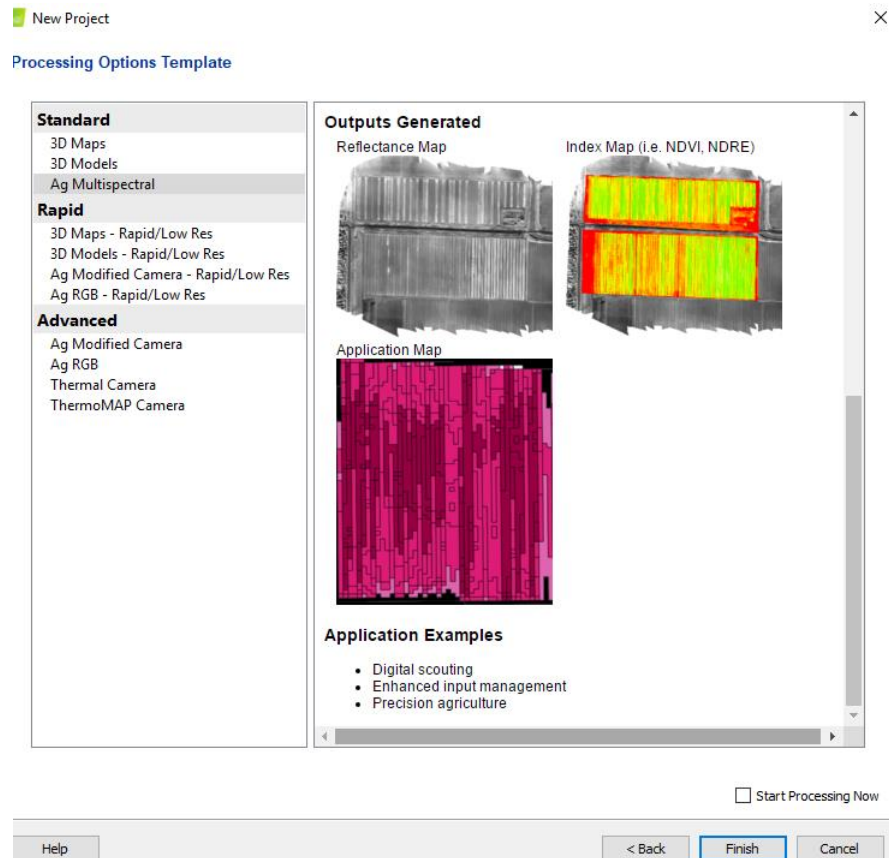 New Project
Processing Options Template
Standard
3D Maps
3D Models
Ag Multispectral
Rapid
3D Maps - Rapid/Low Res
3D Models - Rapid/Low Res
Ag Modified Camera - Rapid/Low Res
Ag RGB - Rapid/Low Res
Advanced
Ag Modified Camera
Ag RGB
Thermal Camera
ThermoMAP Camera
Outputs Generated
Reflectance Map Index Map (i.e. NDVI, NDRE)
Application Map
Application Examples
• Digital scouting
• Enhanced input management
• Precision agriculture
Start Processing Now
Help < Back Finish Cancel